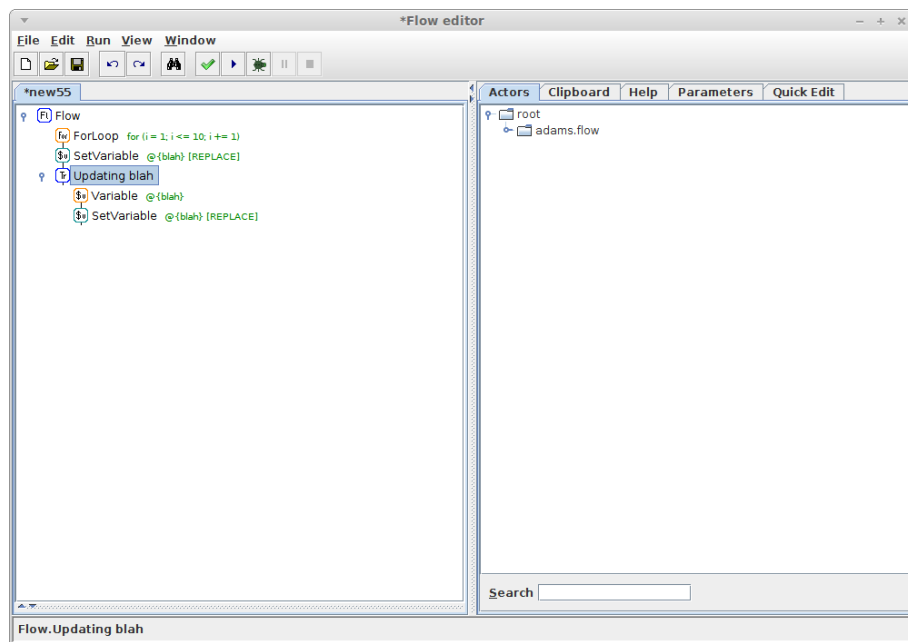 *Flow editor
File Edit Run View Window
*new55
Flow
ForLoop for (i = 1; i <= 10; i += 1)
SetVariable @{blah} [REPLACE]
Updating blah
Variable @{blah}
SetVariable @{blah} [REPLACE]
Actors Clipboard Help Parameters Quick Edit
root
adams.flow
Search
Flow.Updating blah